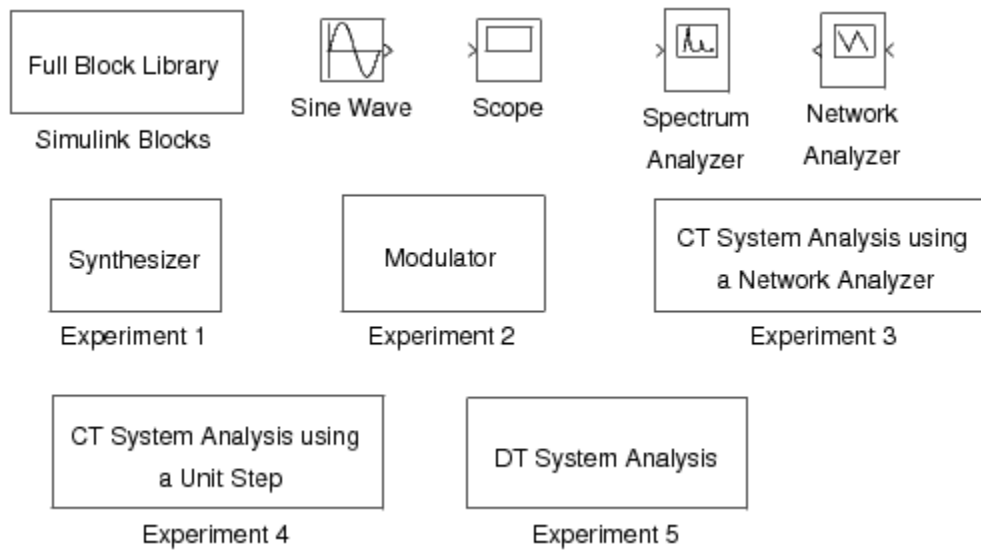 Full Block Library
Simulink Blocks
Sine Wave
Scope
Spectrum
Analyzer
Network
Analyzer
Synthesizer
Experiment 1
Modulator
Experiment 2
CT System Analysis using
a Network Analyzer
Experiment 3
CT System Analysis using
a Unit Step
Experiment 4
DT System Analysis
Experiment 5